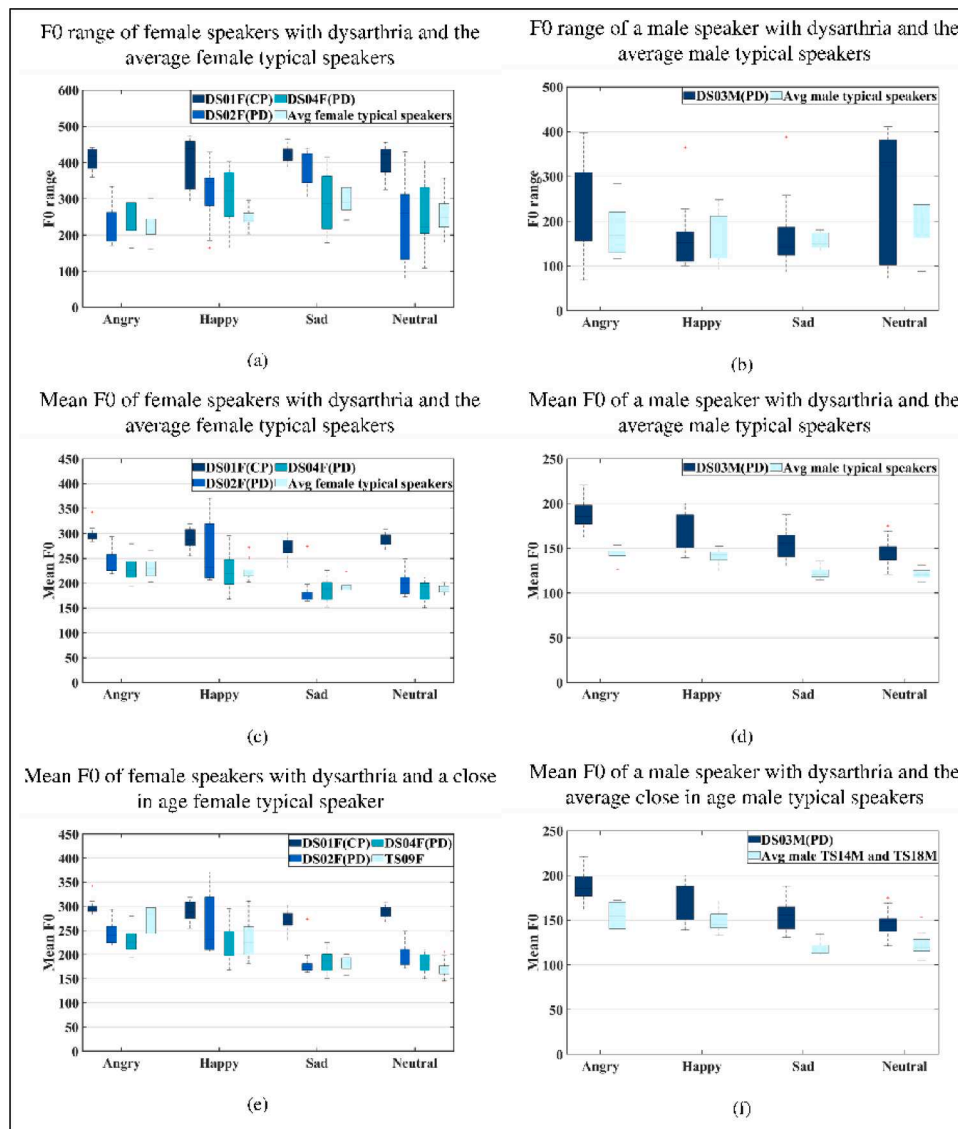 F0 range of female speakers with dysarthria and the
average female typical speakers
600
500
400
300
200
100
0
F0 range
DS01F(CP) DS04F(PD)
DS02F(PD) Avg female typical speakers
Angry Happy Sad Neutral
(a)
F0 range of a male speaker with dysarthria and the
average male typical speakers
500
400
300
200
100
0
F0 range
DS03M(PD) Avg male typical speakers
Angry Happy Sad Neutral
(b)
Mean F0 of female speakers with dysarthria and the
average female typical speakers
450
400
350
300
250
200
150
100
50
0
Mean F0
DS01F(CP) DS04F(PD)
DS02F(PD) Avg female typical speakers
Angry Happy Sad Neutral
(c)
Mean F0 of a male speaker with dysarthria and the
average male typical speakers
250
200
150
100
50
0
Mean F0
DS03M(PD) Avg male typical speakers
Angry Happy Sad Neutral
(d)
Mean F0 of female speakers with dysarthria and a close
in age female typical speaker
450
400
350
300
250
200
150
100
50
0
Mean F0
DS01F(CP) DS04F(PD)
DS02F(PD) TS09F
Angry Happy Sad Neutral
(e)
Mean F0 of a male speaker with dysarthria and the
average close in age male typical speakers
250
200
150
100
50
0
Mean F0
DS03M(PD)
Avg male TS14M and TS18M
Angry Happy Sad Neutral
(f)